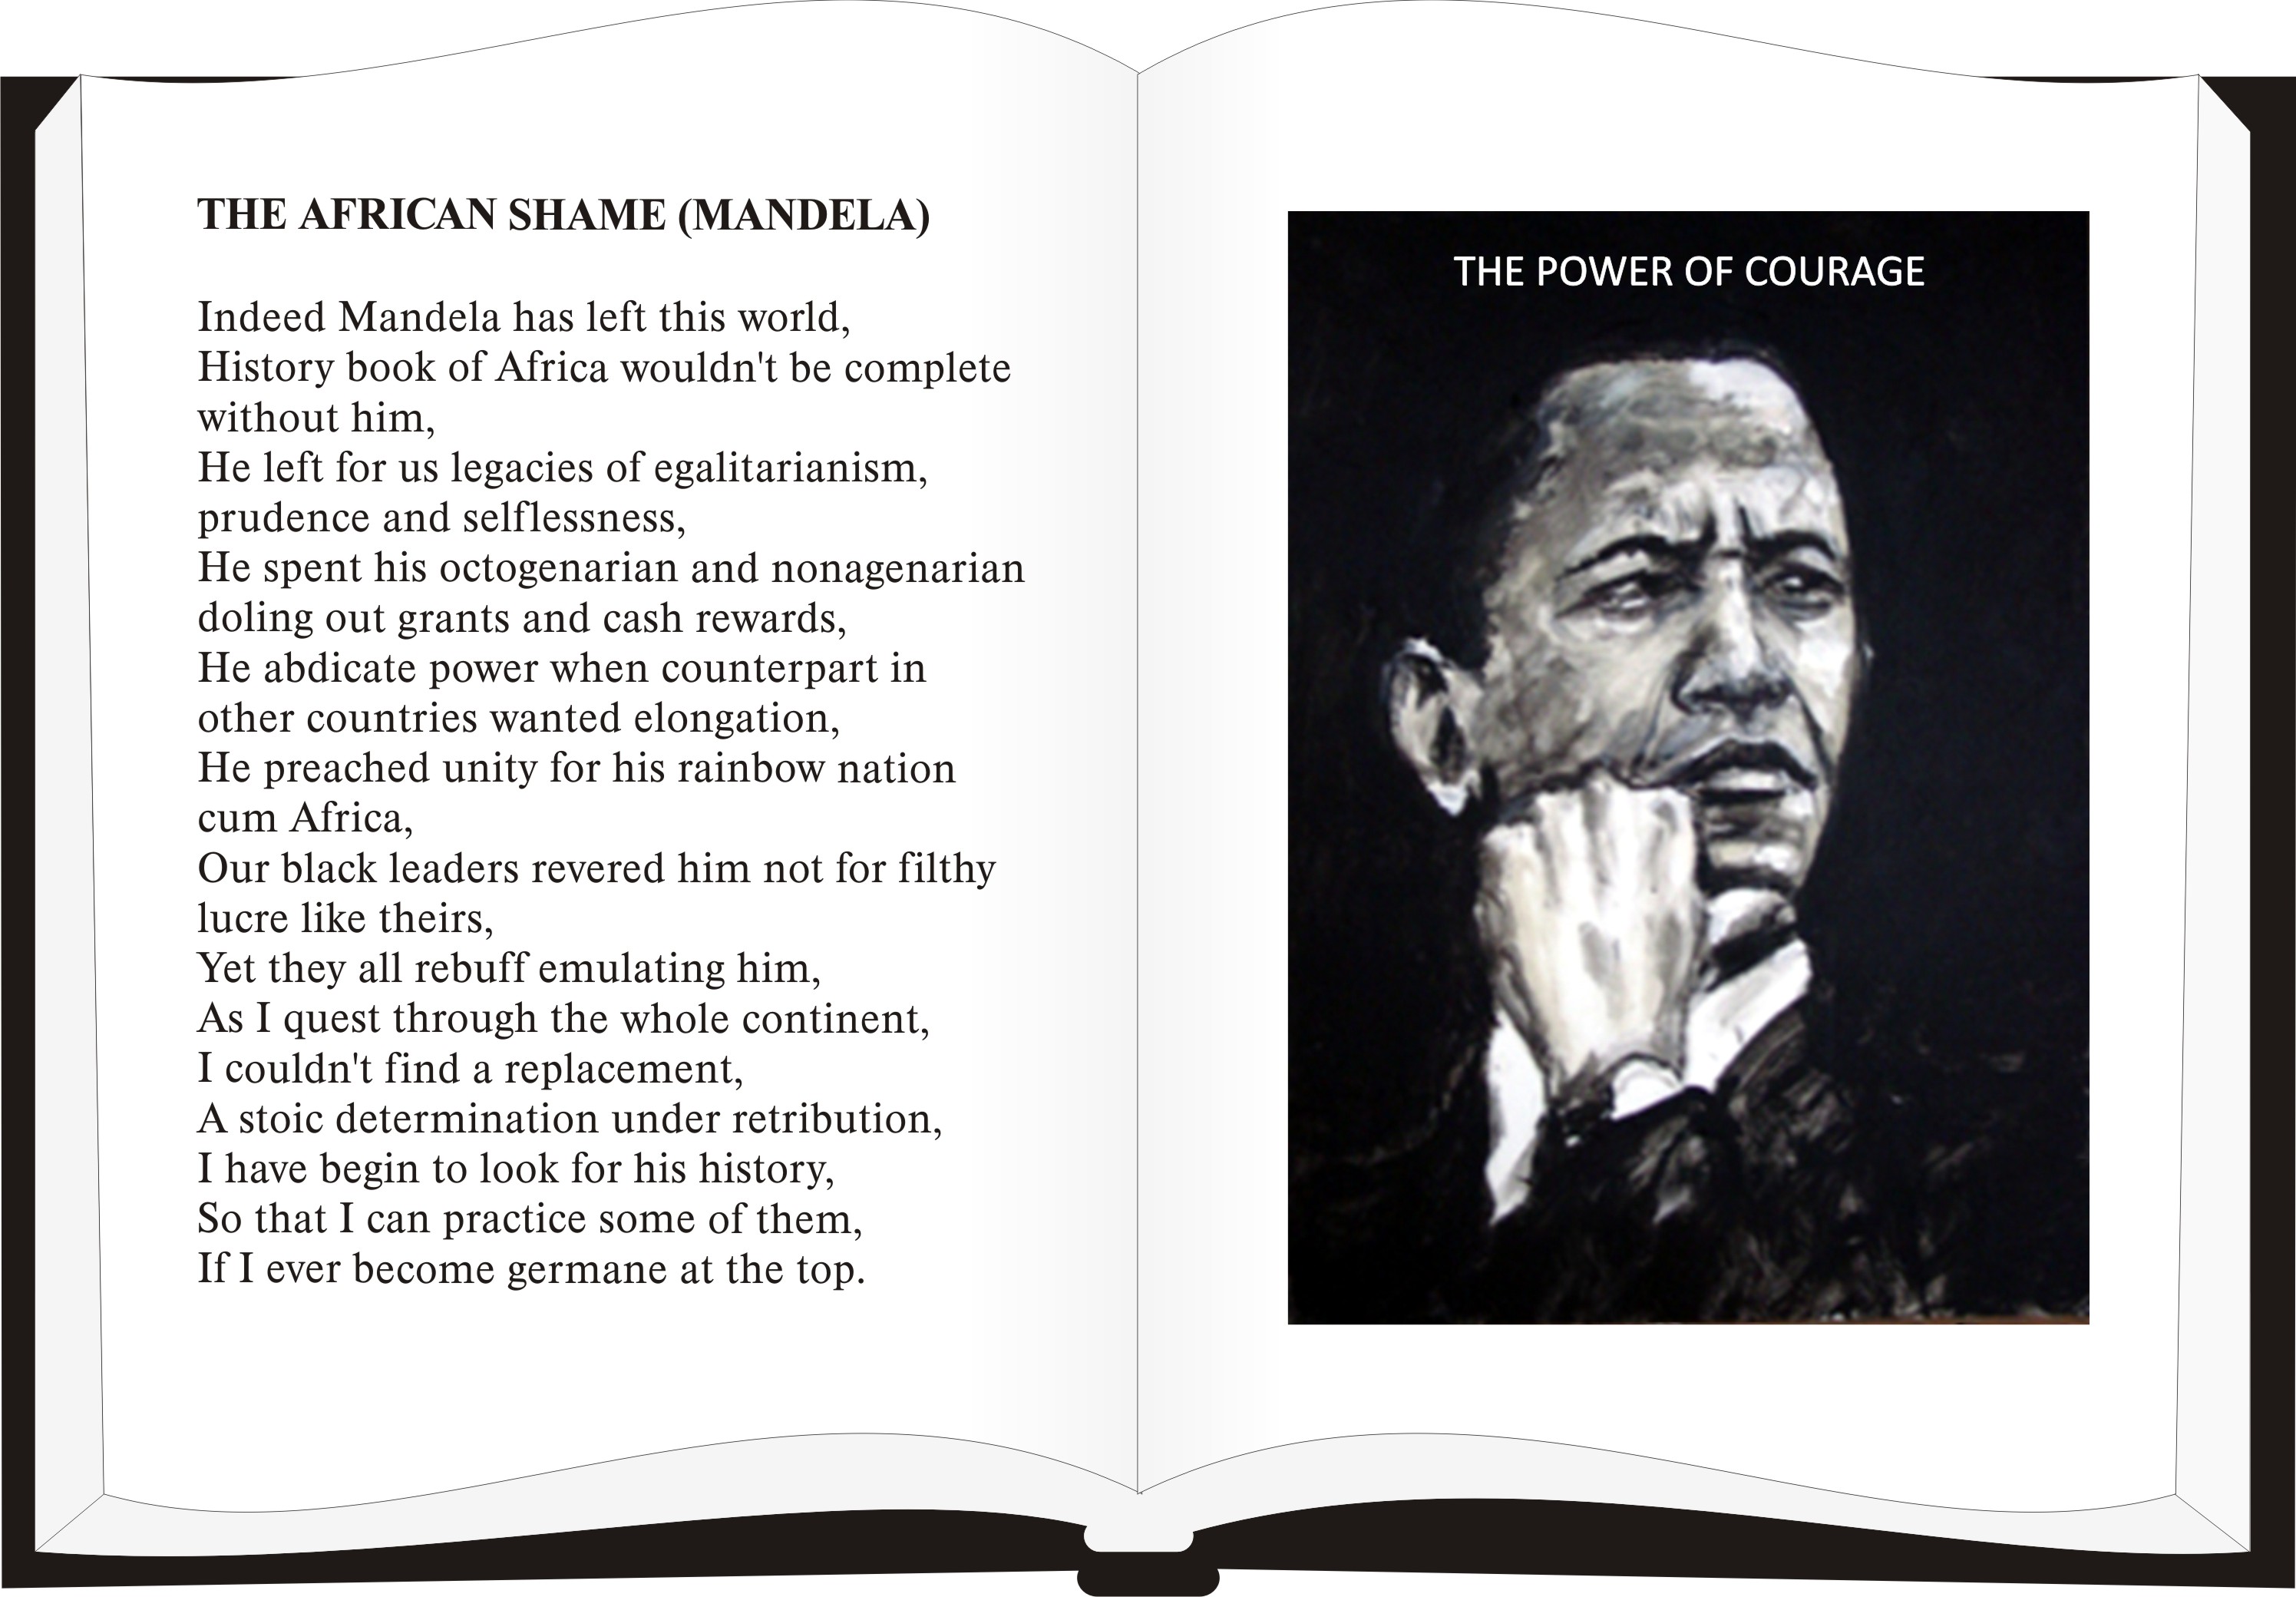 THE AFRICAN SHAME (MANDELA)
Indeed Mandela has left this world,
History book of Africa wouldn't be complete
without him,
He left for us legacies of egalitarianism,
prudence and selflessness,
He spent his octogenarian and nonagenarian
doling out grants and cash rewards,
He abdicate power when counterpart in
other countries wanted elongation,
He preached unity for his rainbow nation
cum Africa,
Our black leaders revered him not for filthy
lucre like theirs,
Yet they all rebuff emulating him,
As I quest through the whole continent,
I couldn't find a replacement,
A stoic determination under retribution,
I have begin to look for his history,
So that I can practice some of them,
If I ever become germane at the top.
THE POWER OF COURAGE